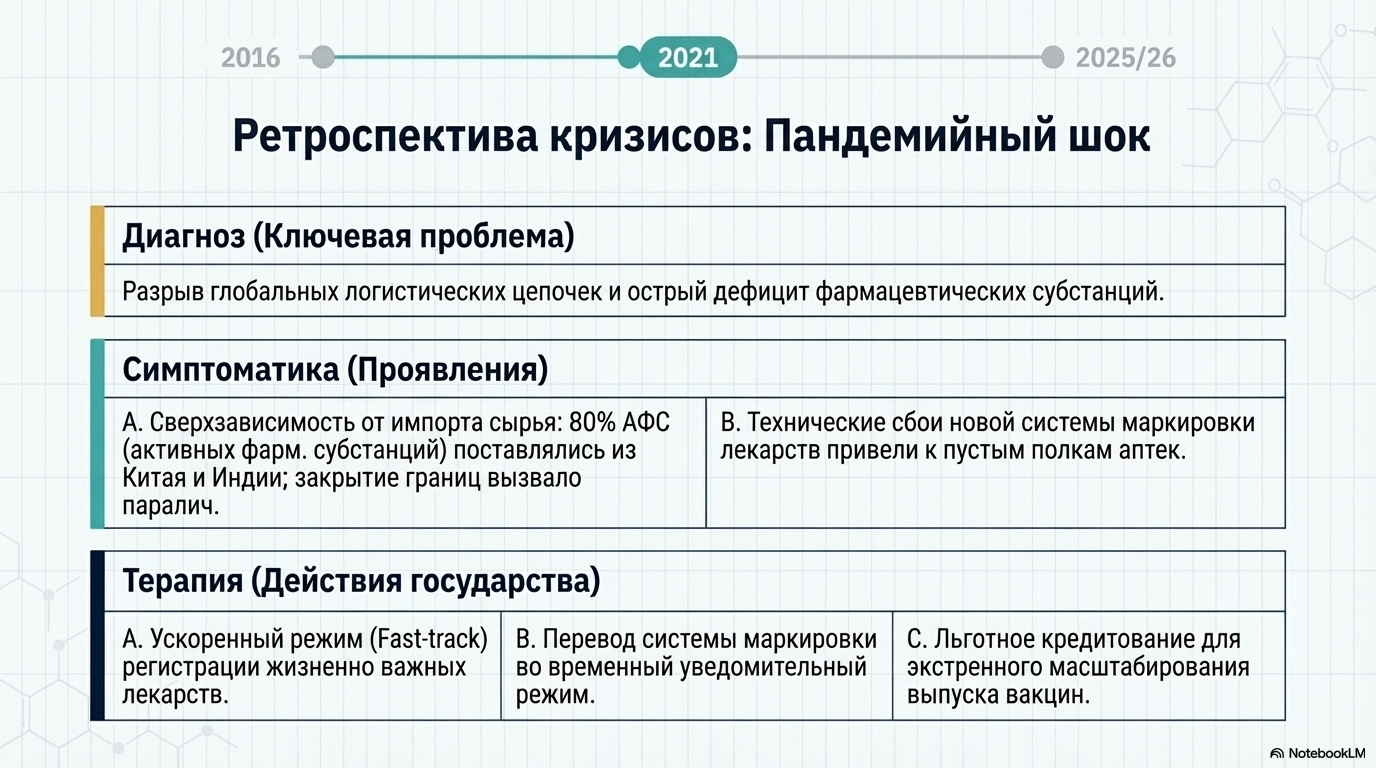 2016
2021
2025/26
Ретроспектива кризисов: Пандемийный шок
Диагноз (Ключевая проблема)
Разрыв глобальных логистических цепочек и острый дефицит фармацевтических субстанций.
Симптоматика (Проявления)
A. Сверхзависимость от импорта сырья: 80% АФС
(активных фарм. субстанций) поставлялись из
Китая и Индии; закрытие границ вызвало
паралич.
B. Технические сбои новой системы маркировки
лекарств привели к пустым полкам аптек.
Терапия (Действия государства)
A. Ускоренный режим (Fast-track)
регистрации жизненно важных
лекарств.
B. Перевод системы маркировки
во временный уведомительный
режим.
C. Льготное кредитование для
экстренного масштабирования
выпуска вакцин.
NotebookLM